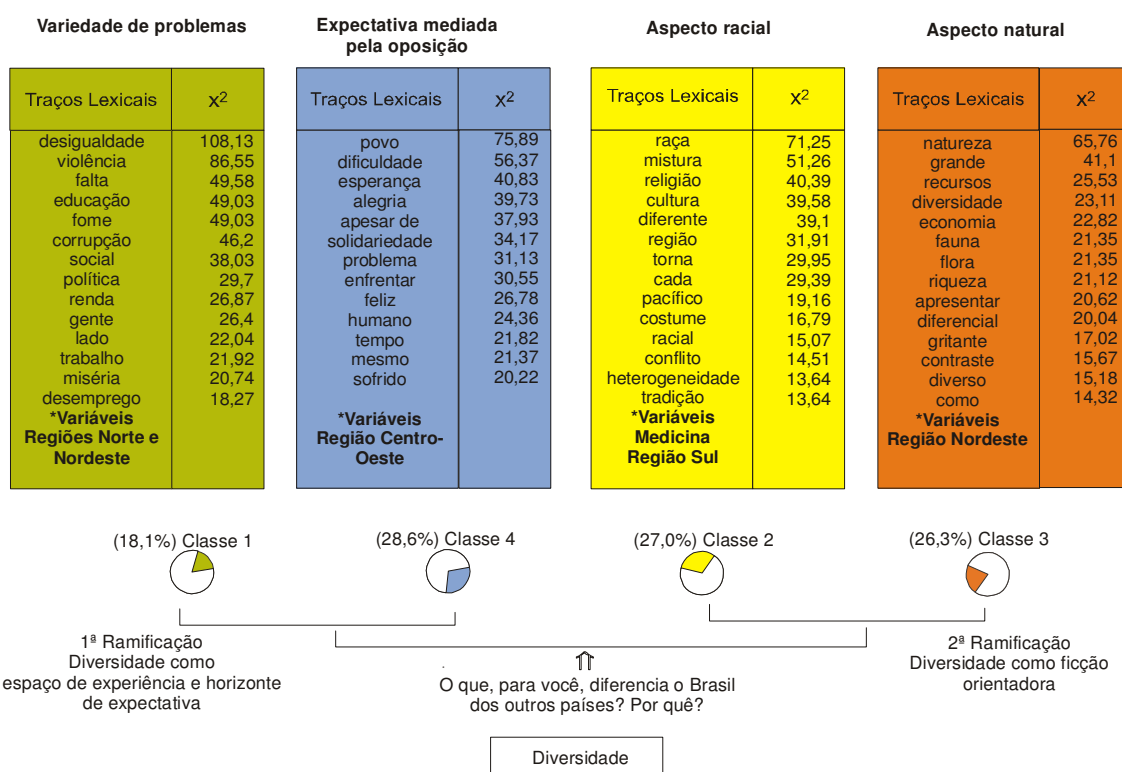 Variedade de problemas
Traços Lexicais x²
desigualdade 108,13
violência 86,55
falta 49,58
educação 49,03
fome 49,03
corrupção 46,2
social 38,03
política 29,7
renda 26,87
gente 26,4
lado 22,04
trabalho 21,92
miséria 20,74
desemprego 18,27
*Variáveis
Regiões Norte e
Nordeste
Expectativa mediada
pela oposição
Traços Lexicais x²
povo 75,89
dificuldade 56,37
esperança 40,83
alegria 39,73
apesar de 37,93
solidariedade 34,17
problema 31,13
enfrentar 30,55
feliz 26,78
humano 24,36
tempo 21,82
mesmo 21,37
sofrido 20,22
*Variáveis
Região Centro-
Oeste
Aspecto racial
Traços Lexicais x²
raça 71,25
mistura 51,26
religião 40,39
cultura 39,58
diferente 39,1
região 31,91
torna 29,95
cada 29,39
pacífico 19,16
costume 16,79
racial 15,07
conflito 14,51
heterogeneidade 13,64
tradição 13,64
*Variáveis
Medicina
Região Sul
Aspecto natural
Traços Lexicais x²
natureza 65,76
grande 41,1
recursos 25,53
diversidade 23,11
economia 22,82
fauna 21,35
flora 21,35
riqueza 21,12
apresentar 20,62
diferencial 20,04
gritante 17,02
contraste 15,67
diverso 15,18
como 14,32
*Variáveis
Região Nordeste
(18,1%) Classe 1
(28,6%) Classe 4
(27,0%) Classe 2
(26,3%) Classe 3
1ª Ramificação
Diversidade como
espaço de experiência e horizonte
de expectativa
⇑
O que, para você, diferencia o Brasil
dos outros países? Por quê?
2ª Ramificação
Diversidade como ficção
orientadora
Diversidade